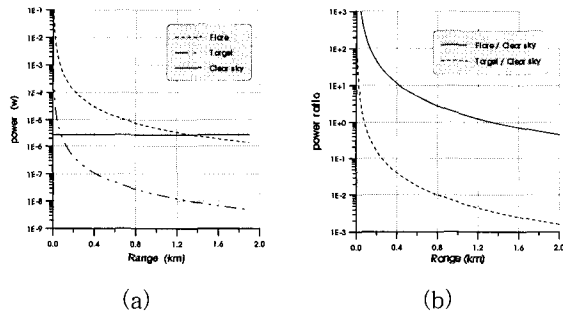 1E-1
1E-2
1E-3
1E-4
1E-5
1E-6
1E-7
1E-8
1E-9
power (w)
Flare
Target
Clear sky
0.0 0.4 0.8 1.2 1.6 2.0
Range (km)
(a)
1E+3
1E+2
1E+1
1E+0
1E-1
1E-2
1E-3
power ratio
Flare / Clear sky
Target / Clear sky
0.0 0.4 0.8 1.2 1.6 2.0
Range (km)
(b)